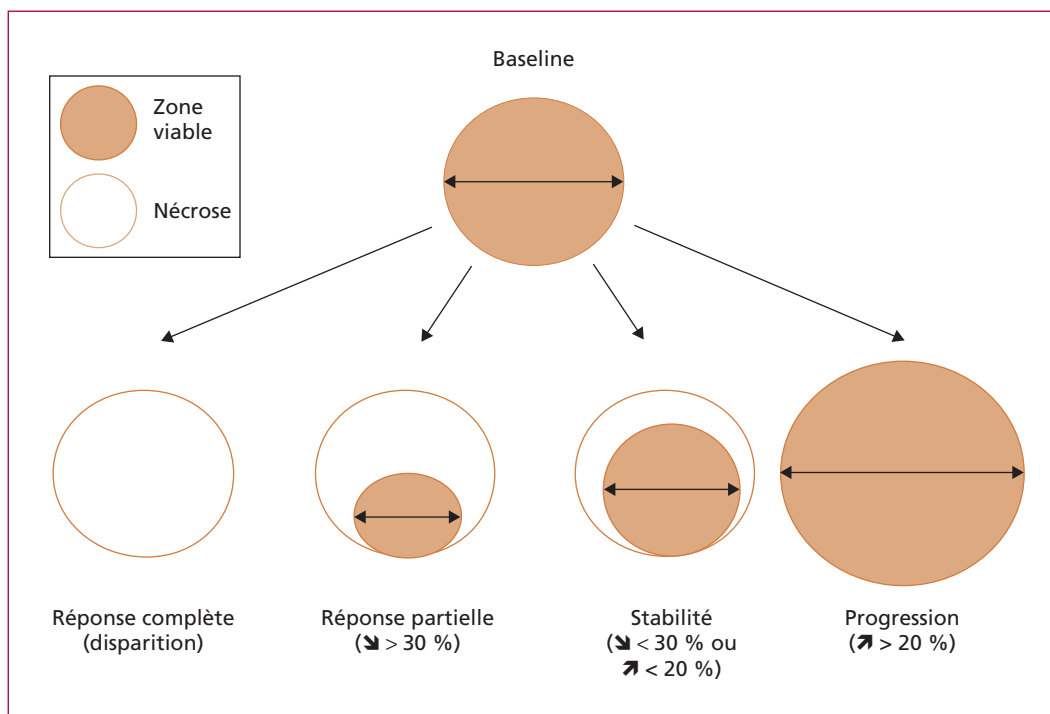 Baseline
Zone
viable
Nécrose
Réponse complète
(disparition)
Réponse partielle
(➘ > 30 %)
Stabilité
(➘ < 30 % ou
➚ < 20 %)
Progression
(➚ > 20 %)